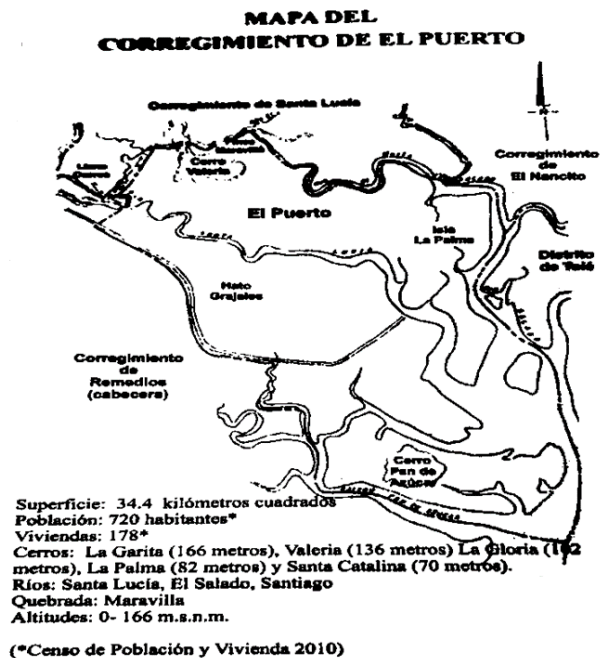 MAPA DEL
CORREGIMIENTO DE EL PUERTO
Corregimiento de Santa Lucía
Maravilla
Cerro
Valeria
Corregimiento
de
El Nancito
El Puerto
Isla
La Palma
Distrito
de Tolé
SANTA LUCÍA
Hato
Grajales
Corregimiento
de
Remedios
(cabecera)
Cerro
Pan de
Azúcar
Superficie: 34.4 kilómetros cuadrados
Población: 720 habitantes*
Viviendas: 178*
Cerros: La Garita (166 metros), Valeria (136 metros) La Gloria (
metros), La Palma (82 metros) y Santa Catalina (70 metros).
Ríos: Santa Lucía, El Salado, Santiago
Quebrada: Maravilla
Altitudes: 0- 166 m.s.n.m.
(*Censo de Población y Vivienda 2010)